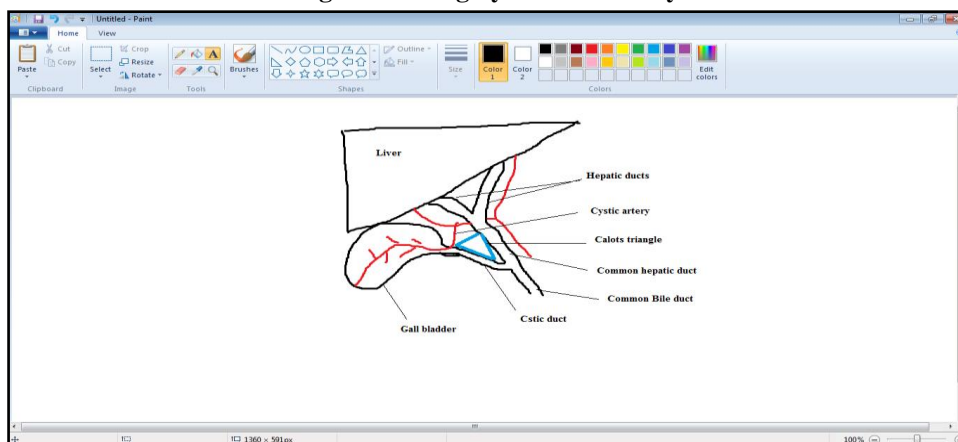 Untitled - Paint
Home View
Paste
Cut
Copy
Clipboard
Select
Crop
Resize
Rotate
Image
Tools
Brushes
Shapes
Outline
Fill
Size
Color 1
Color 2
Colors
Edit colors
Liver
Hepatic ducts
Cystic artery
Calots triangle
Common hepatic duct
Common Bile duct
Cstic duct
Gall bladder
1360 × 591px
100%